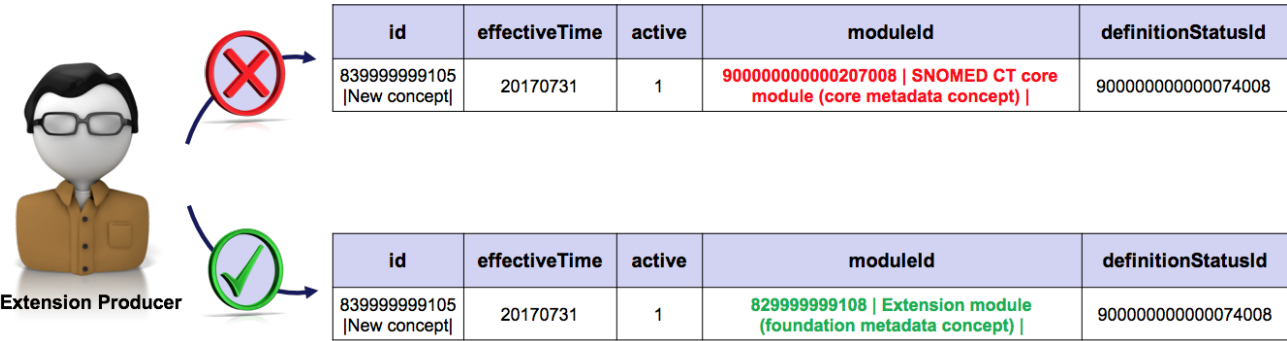 id effectiveTime active moduleId definitionStatusId
839999999105 |New concept| 20170731 1 900000000000207008 | SNOMED CT core module (core metadata concept) | 900000000000074008
Extension Producer
id effectiveTime active moduleId definitionStatusId
839999999105 |New concept| 20170731 1 829999999108 | Extension module (foundation metadata concept) | 900000000000074008